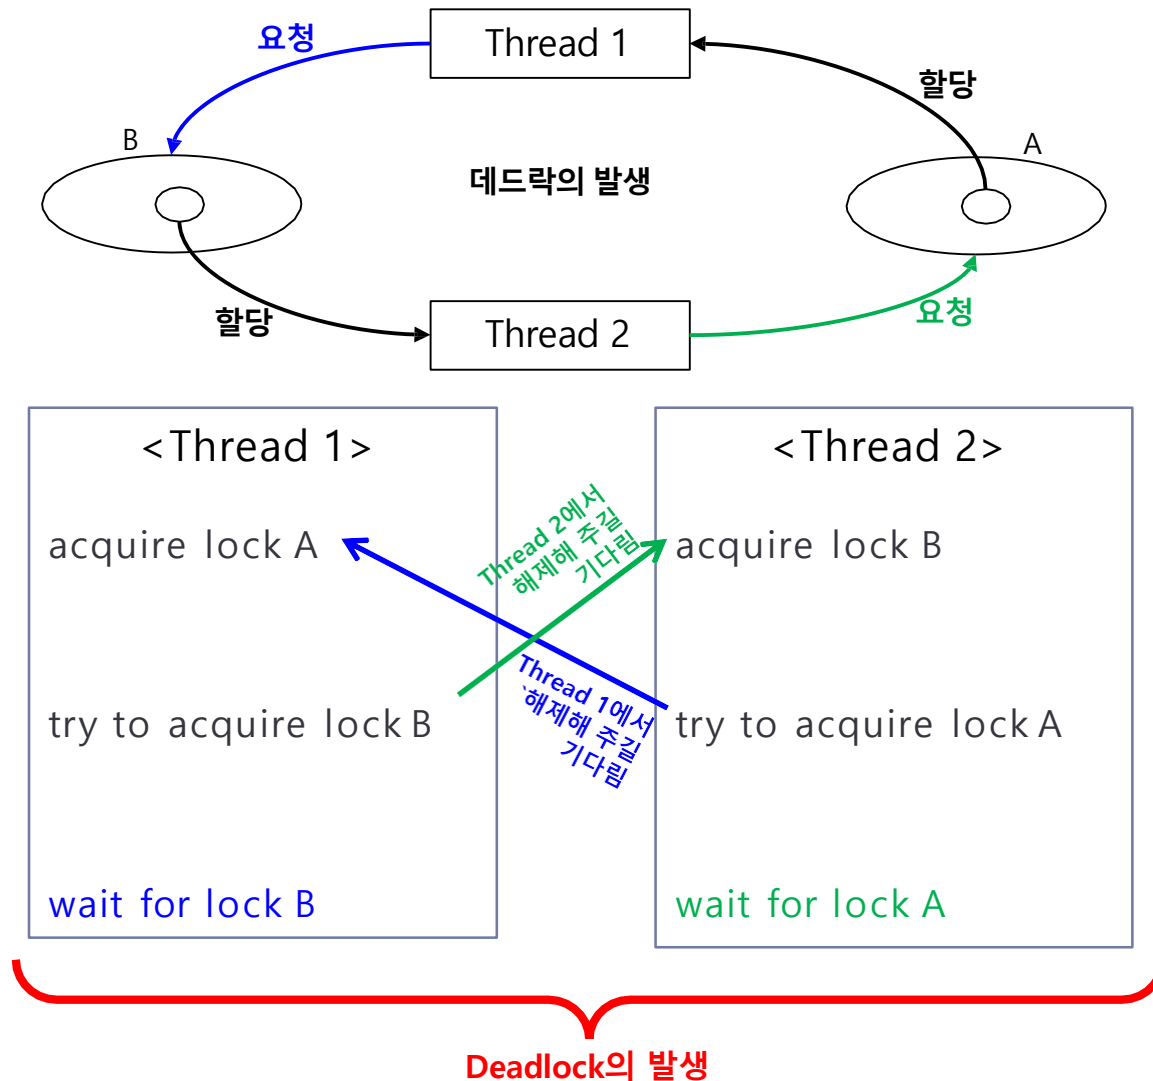 Thread 1
요청
할당
B
A
데드락의 발생
할당
요청
Thread 2
<Thread 1>
acquire lock A
try to acquire lock B
wait for lock B
Thread 2에서
해제해 주길
기다림
Thread 1에서
`해제해 주길
기다림
<Thread 2>
acquire lock B
try to acquire lock A
wait for lock A
Deadlock의 발생